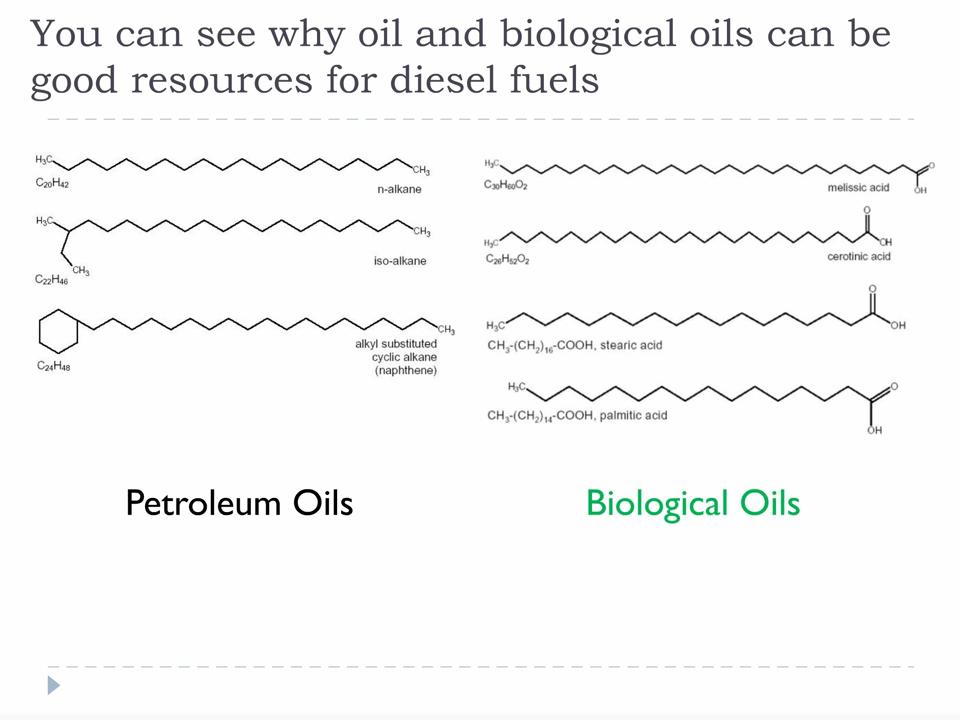 You can see why oil and biological oils can be
good resources for diesel fuels
H₃C
CH₃
C₂₀H₄₂
n-alkane
H₃C
CH₃
iso-alkane
CH₃
C₂₂H₄₆
CH₃
alkyl substituted
cyclic alkane
(naphthene)
C₂₄H₄₈
H₃C
O
OH
C₃₀H₆₀O₂
melissic acid
O
H₃C
OH
C₂₆H₅₂O₂
cerotinic acid
O
H₃C
OH
CH₃-(CH₂)₁₆-COOH, stearic acid
H₃C
O
CH₃-(CH₂)₁₄-COOH, palmitic acid
OH
Petroleum Oils
Biological Oils